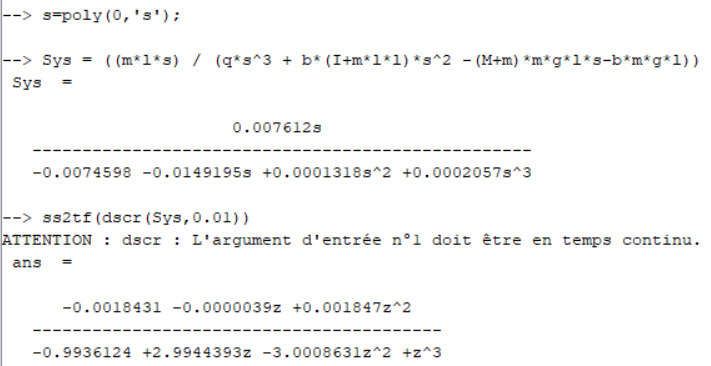 --> s=poly(0,'s');
--> Sys = ((m*l*s) / (q*s^3 + b*(I+m*l*l)*s^2 -(M+m)*m*g*l*s-b*m*g*l))
Sys  =
0.007612s
-------------------------------------------------
-0.0074598 -0.0149195s +0.0001318s^2 +0.0002057s^3
--> ss2tf(dscr(Sys,0.01))
ATTENTION : dscr : L'argument d'entrée n°1 doit être en temps continu.
ans  =
-0.0018431 -0.0000039z +0.001847z^2
----------------------------------------
-0.9936124 +2.9944393z -3.0008631z^2 +z^3